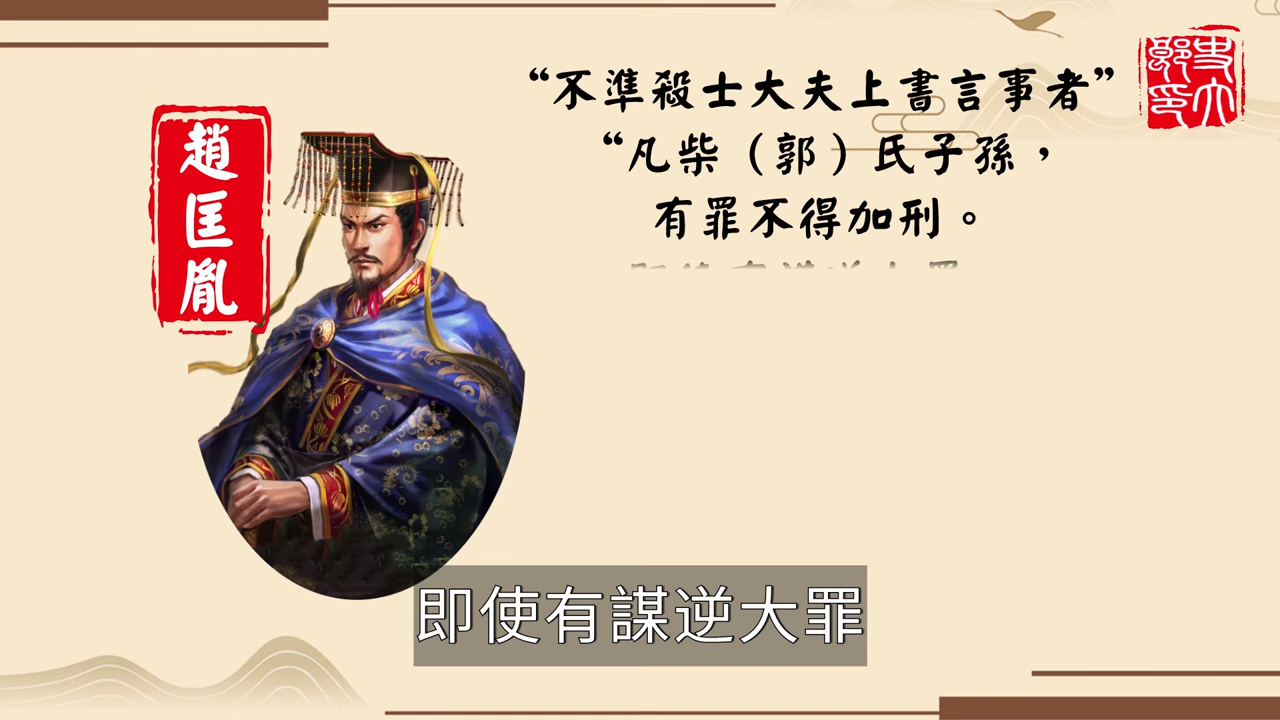 “不準殺士大夫上書言事者”
“凡柴（郭）氏子孫，
有罪不得加刑。
趙匡胤
即使有謀逆大罪